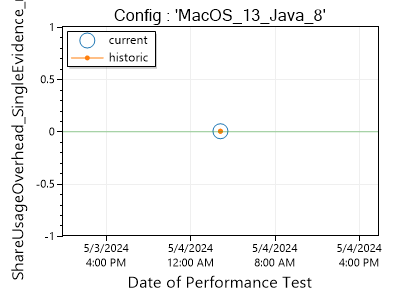 Config : 'MacOS_13_Java_8'
ShareUsageOverhead_SingleEvidence_
1
0.5
0
-0.5
-1
current
historic
5/3/2024 5/4/2024 5/4/2024 5/4/2024
4:00 PM 12:00 AM 8:00 AM 4:00 PM
Date of Performance Test